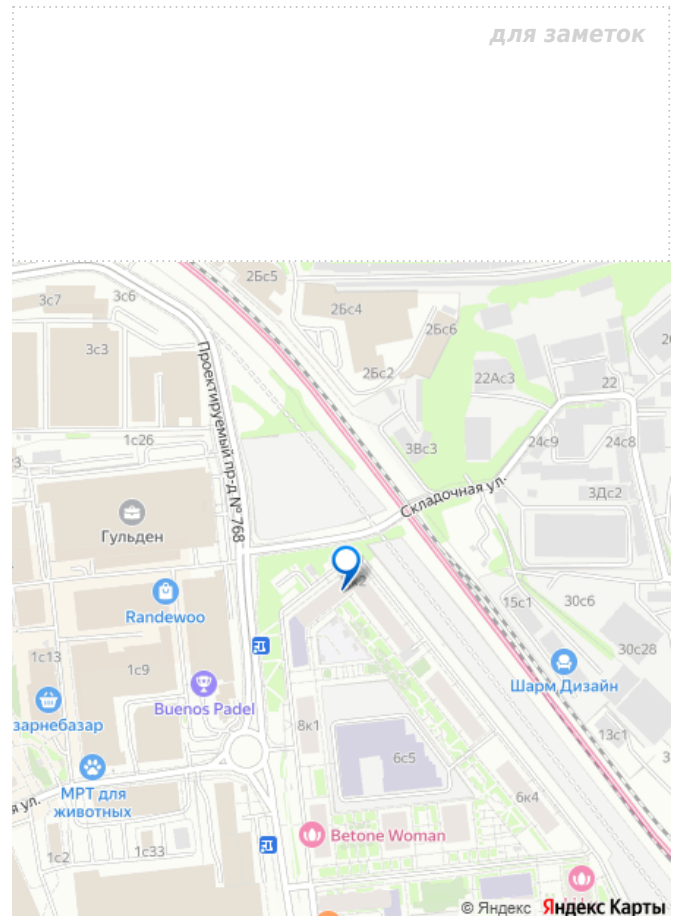 для заметок
2Бс5
3с7
3с6
2Бс4
2Бс6
3с3
2Бс2
22Ас3
22
Проектируемый пр-д № 768
1с26
3Вс3
24с9
24с8
Складочная ул.
3Дс2
Гульден
Randewoo
15с1
30с6
30с28
1с13
1с9
Шарм Дизайн
Buenos Padel
зарнебазар
8к1
13с1
6с5
МРТ для
животных
я ул.
6к4
Betone Woman
1с2
1с33
© Яндекс Яндекс Карты